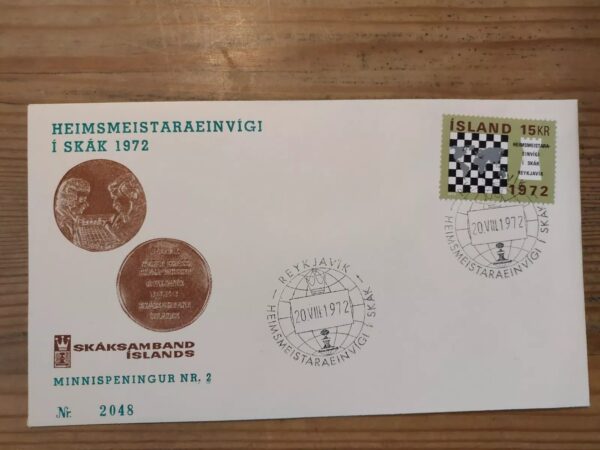 HEIMSMEISTARAEINVÍGI
Í SKÁK 1972
SKÁKSAMBAND
ÍSLANDS
MINNISPENINGUR NR. 2
Nr. 2048
REYKJAVÍK
20.VIII.1972
HEIMSMEISTARAEINVÍGI Í SKÁK
ÍSLAND 15KR
HEIMSMEISTARA-
EINVÍGI
Í SKÁK
REYKJAVÍK
1972
20.VIII.1972
HEIMSMEISTARAEINVÍGI Í SKÁK